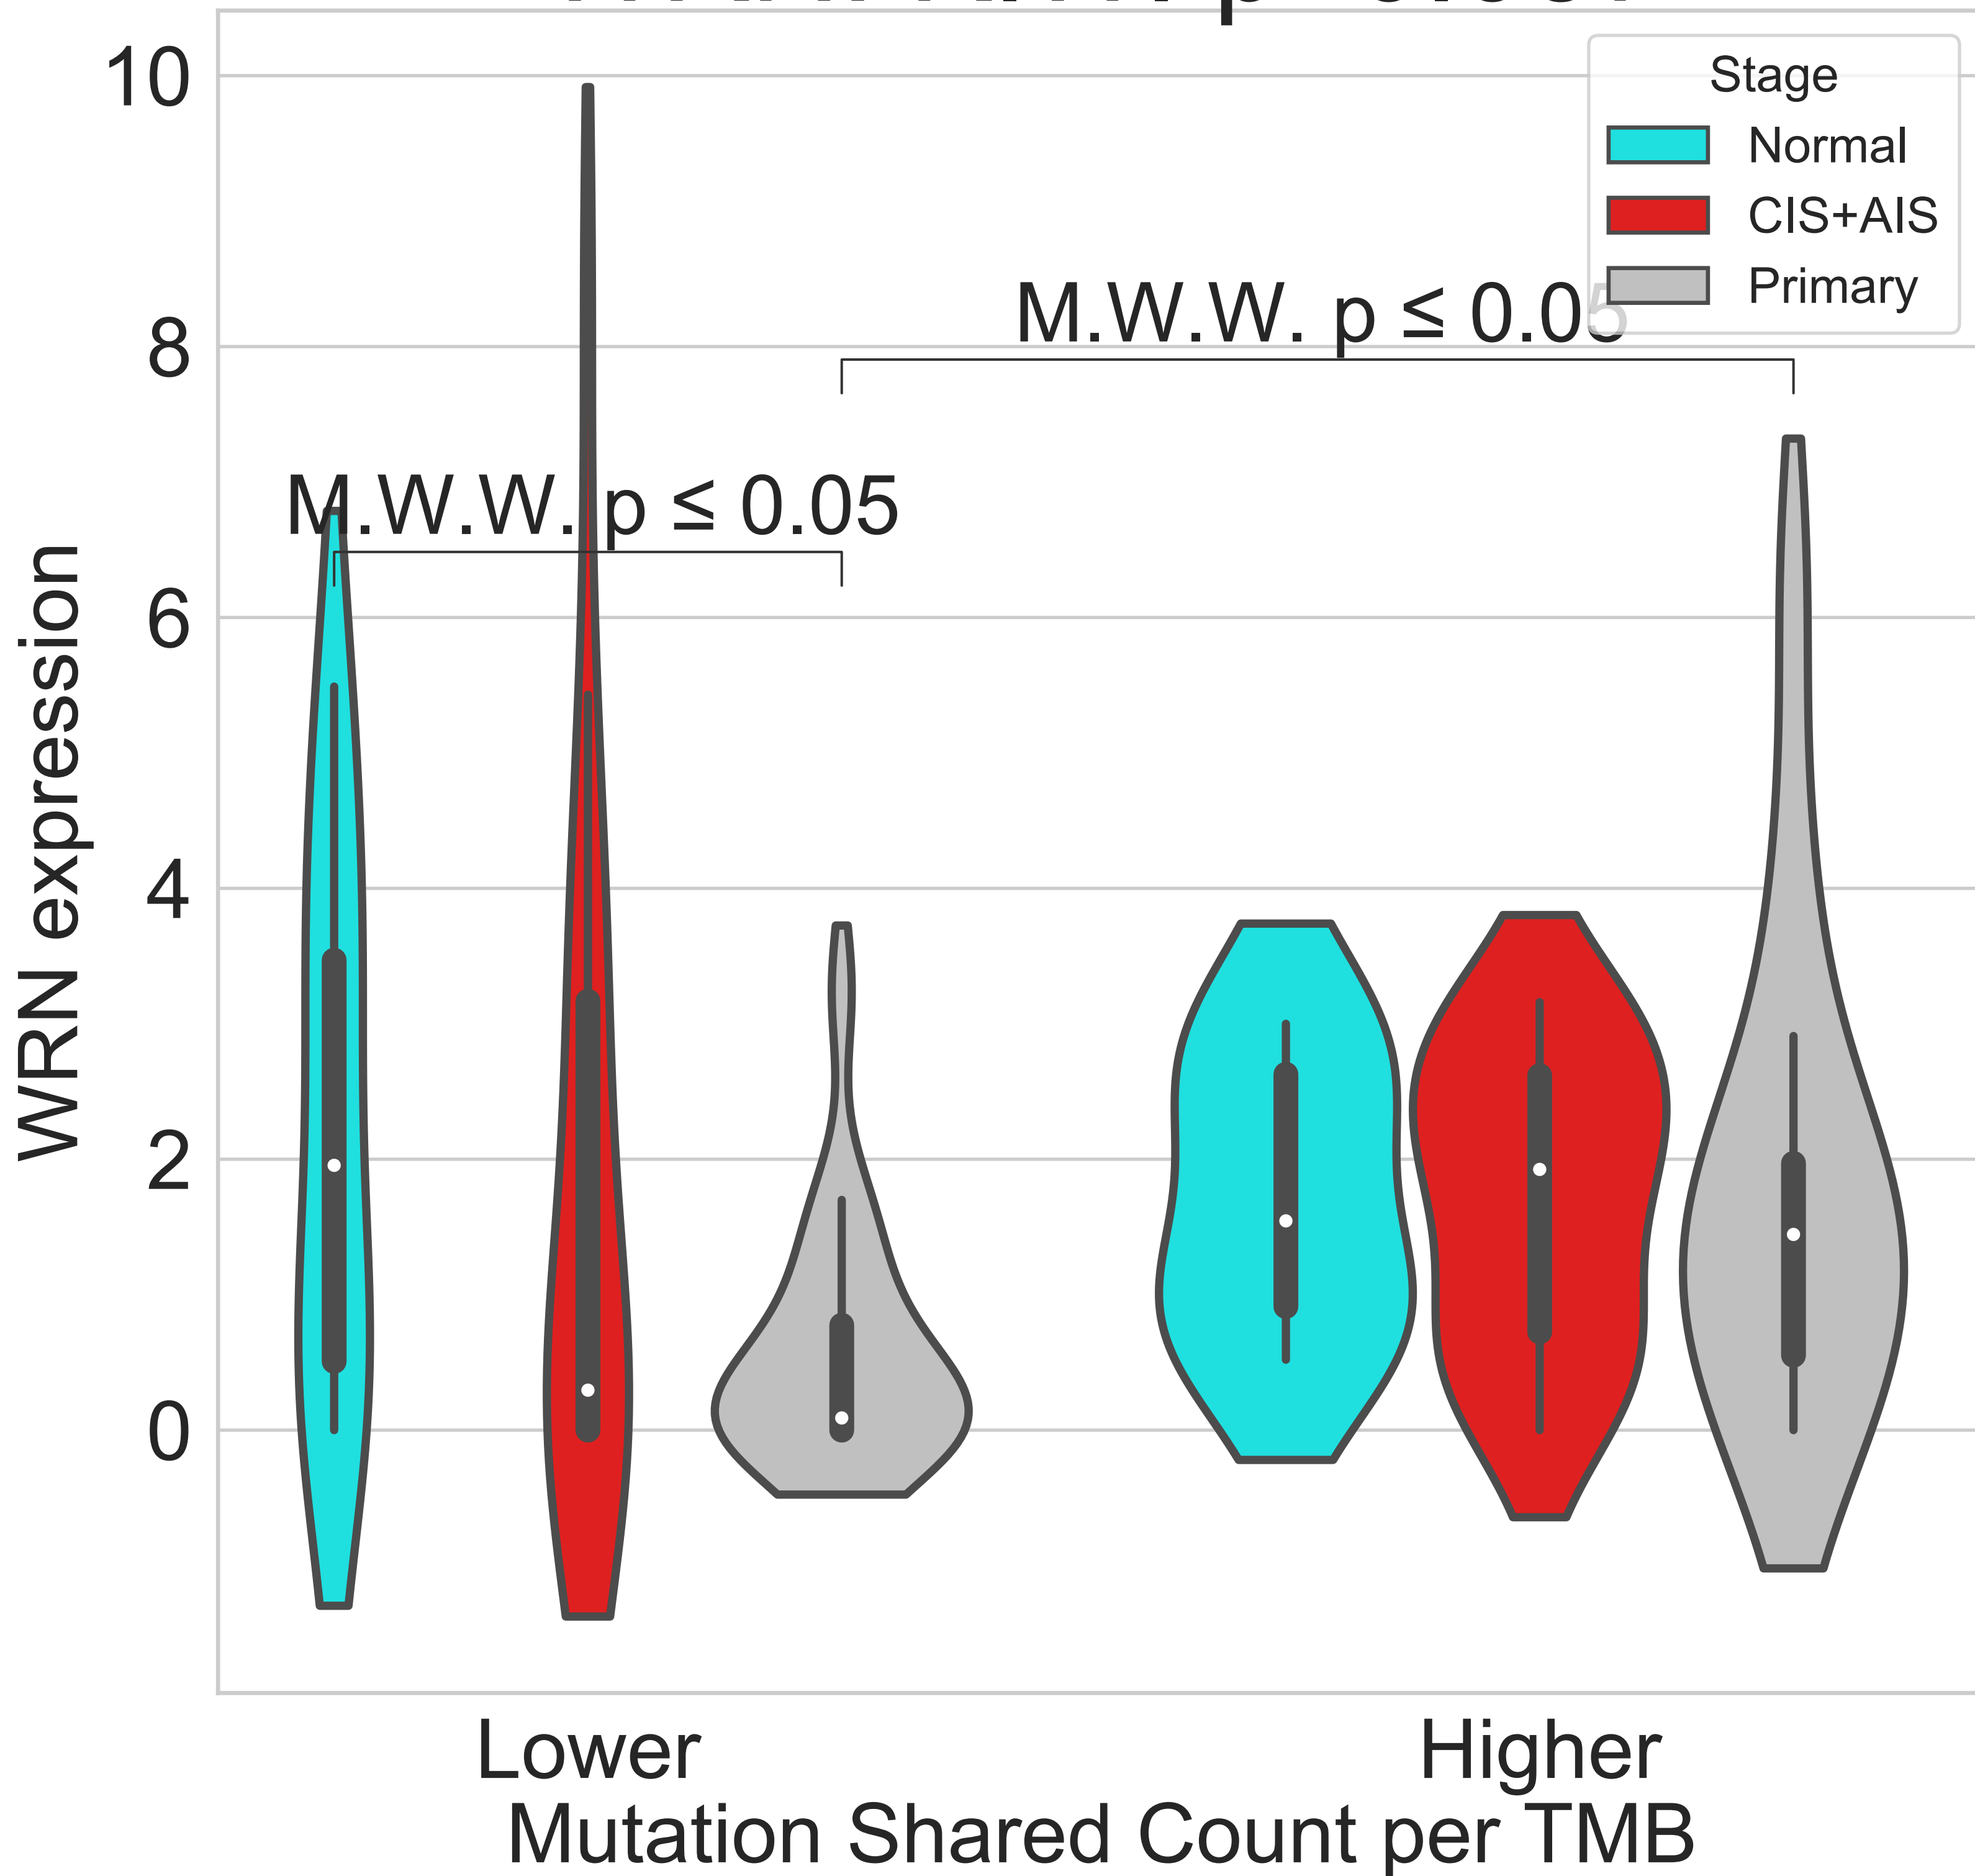 10
Stage
Normal
CIS+AIS
Primary
M.W.W. p ≤ 0.05
8
M.W.W. p ≤ 0.05
6
WRN expression
4
2
0
Lower
Higher
Mutation Shared Count per TMB